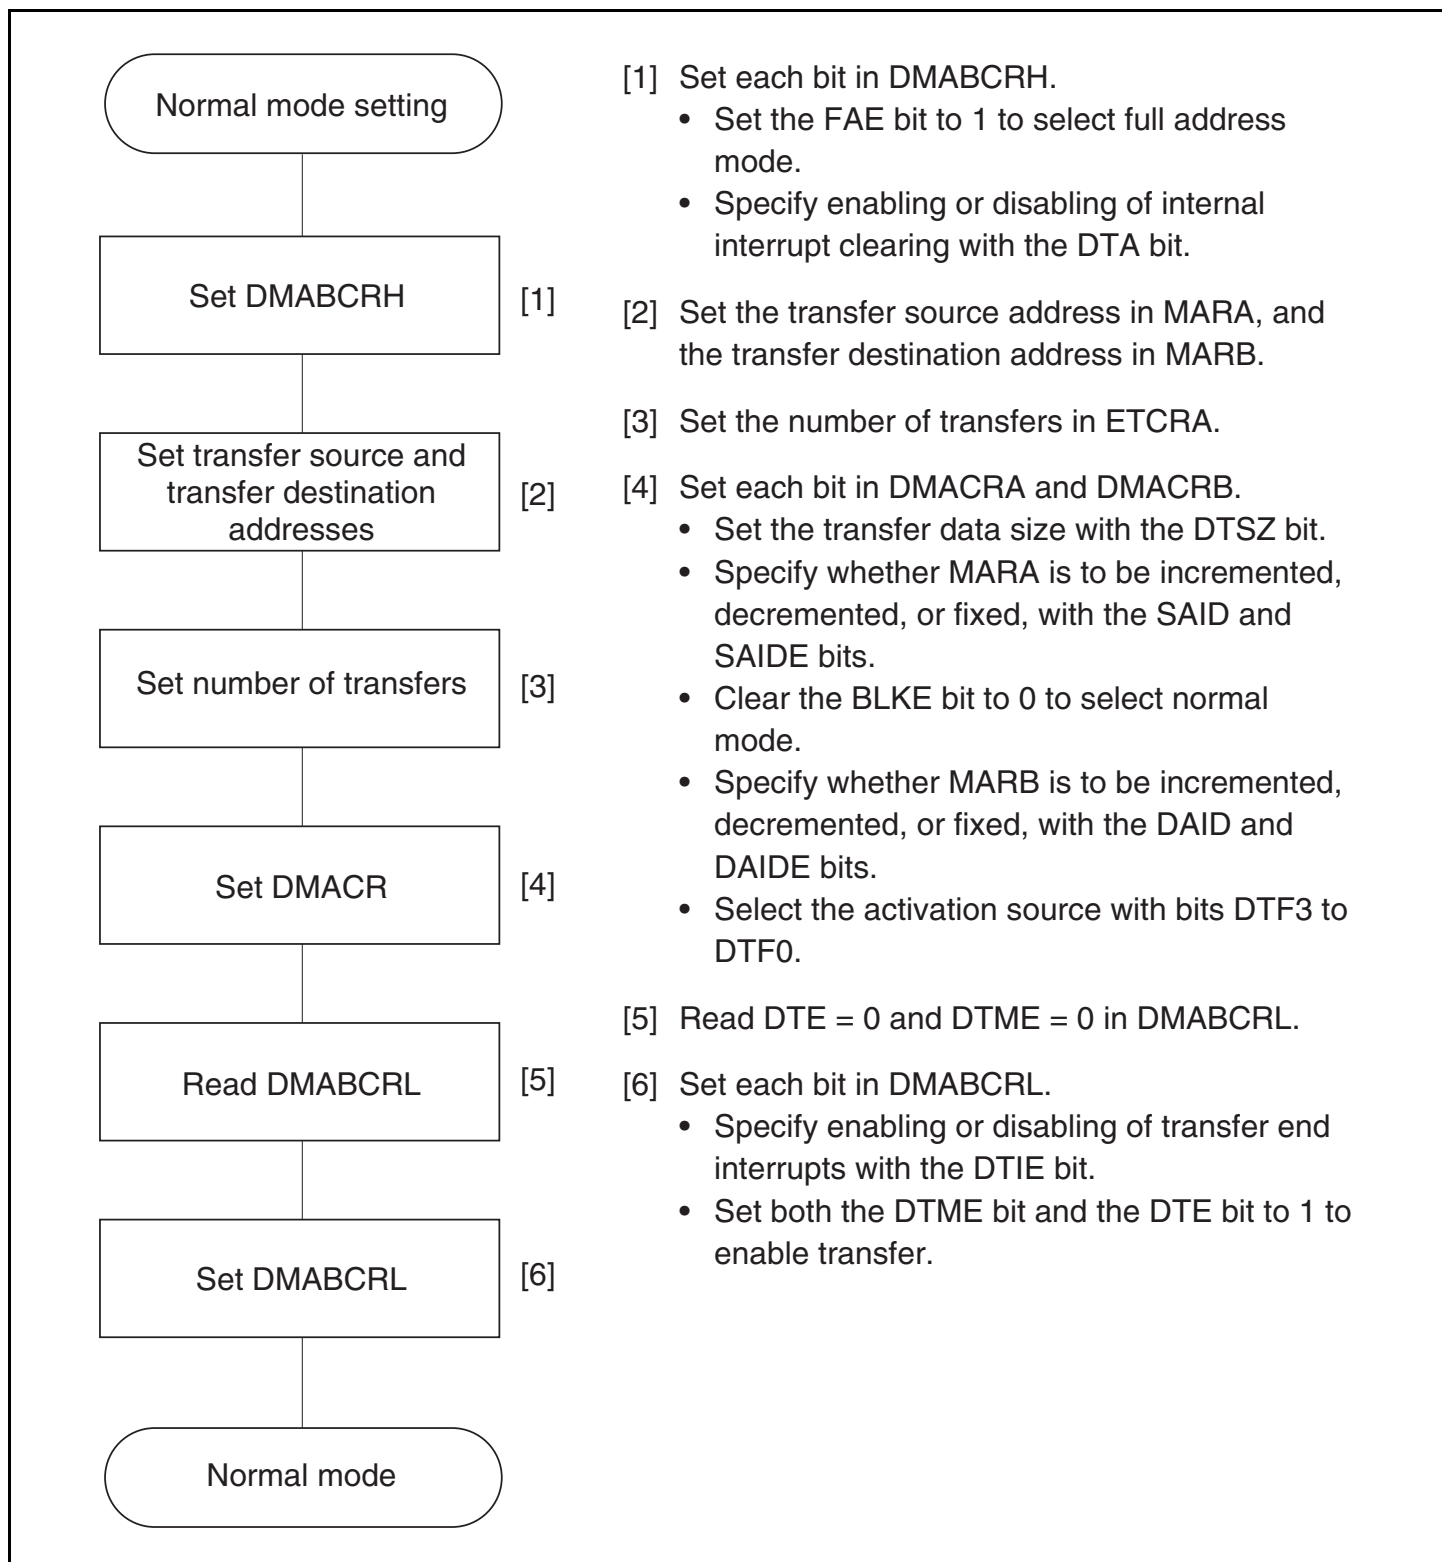 Normal mode setting
Set DMABCRH
[1]
Set transfer source and
transfer destination
addresses
[2]
Set number of transfers
[3]
Set DMACR
[4]
Read DMABCRL
[5]
Set DMABCRL
[6]
Normal mode
[1] Set each bit in DMABCRH.
• Set the FAE bit to 1 to select full address
mode.
• Specify enabling or disabling of internal
interrupt clearing with the DTA bit.
[2] Set the transfer source address in MARA, and
the transfer destination address in MARB.
[3] Set the number of transfers in ETCRA.
[4] Set each bit in DMACRA and DMACRB.
• Set the transfer data size with the DTSZ bit.
• Specify whether MARA is to be incremented,
decremented, or fixed, with the SAID and
SAIDE bits.
• Clear the BLKE bit to 0 to select normal
mode.
• Specify whether MARB is to be incremented,
decremented, or fixed, with the DAID and
DAIDE bits.
• Select the activation source with bits DTF3 to
DTF0.
[5] Read DTE = 0 and DTME = 0 in DMABCRL.
[6] Set each bit in DMABCRL.
• Specify enabling or disabling of transfer end
interrupts with the DTIE bit.
• Set both the DTME bit and the DTE bit to 1 to
enable transfer.